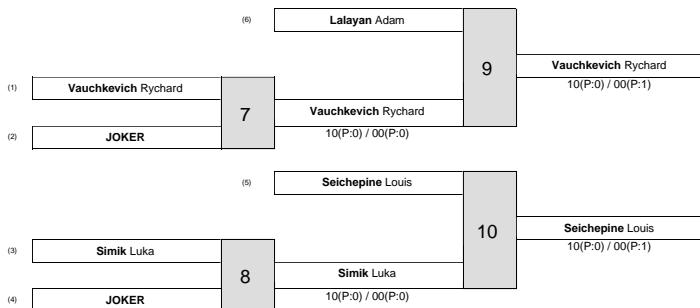 (6) Lalayan Adam
9
Vauchkevich Rychard
10(P:0) / 00(P:1)
(1) Vauchkevich Rychard
7
Vauchkevich Rychard
10(P:0) / 00(P:0)
(2) JOKER
(5) Seichepine Louis
10
Seichepine Louis
10(P:0) / 00(P:1)
(3) Simik Luka
8
Simik Luka
10(P:0) / 00(P:0)
(4) JOKER